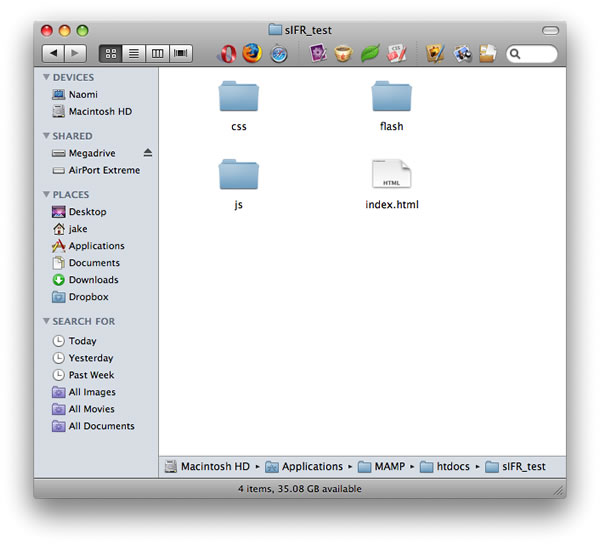 sIFR_test
DEVICES
Naomi
Macintosh HD
SHARED
Megadrive
AirPort Extreme
PLACES
Desktop
jake
Applications
Documents
Downloads
Dropbox
SEARCH FOR
Today
Yesterday
Past Week
All Images
All Movies
All Documents
css
flash
js
HTML
index.html
Macintosh HD ▸ Applications ▸ MAMP ▸ htdocs ▸ sIFR_test
4 items, 35.08 GB available